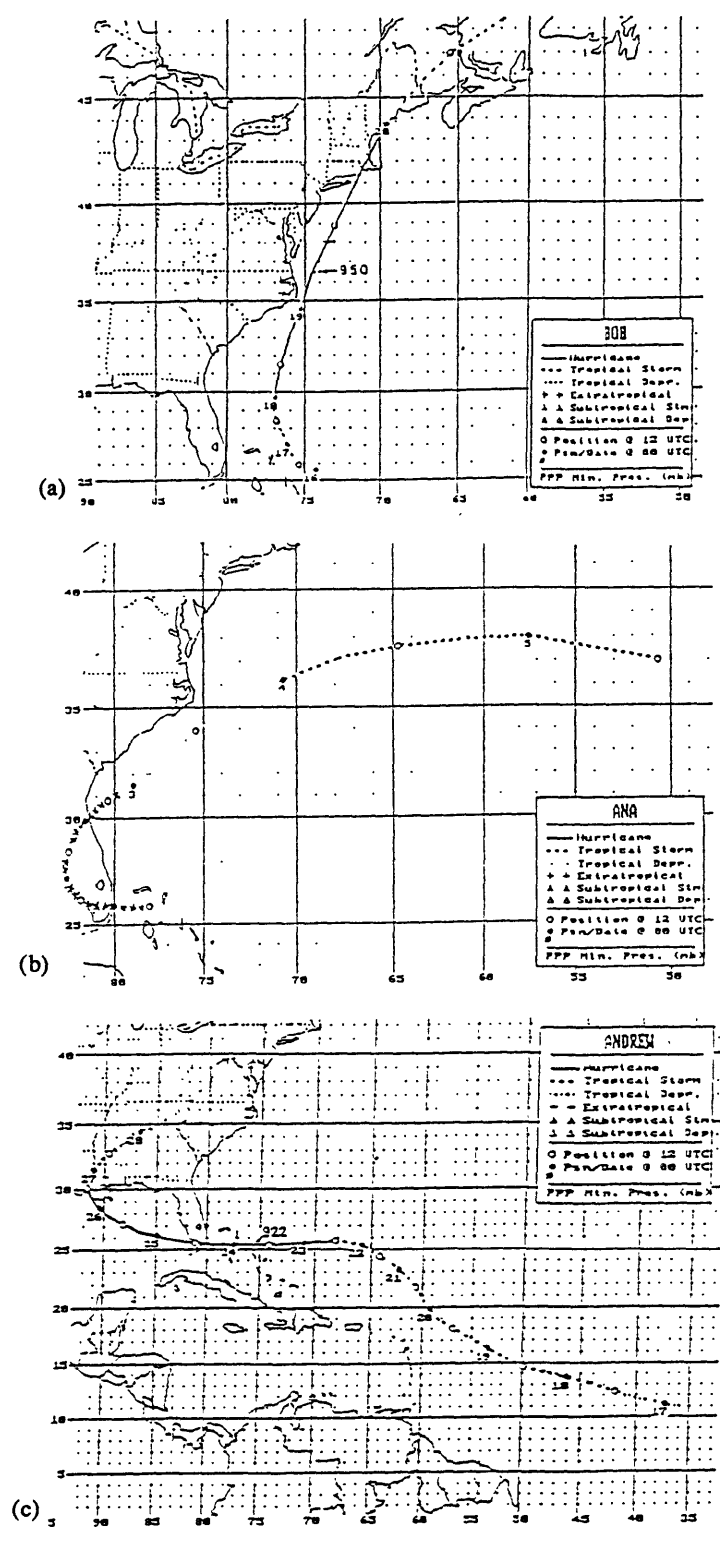 45
40
35
30
25
950
19
18
17
BOB
Hurricane
Tropical Storm
Tropical Depr.
Extratropical
Subtropical Stm
Subtropical Dep
Position @ 12 UTC
Psn/Date @ 00 UTC
PPP Min. Pres. (mb)
(a)
90 85 80 75 70 65 60 55 50
40
35
30
25
5
ANA
Hurricane
Tropical Storm
Tropical Depr.
Extratropical
Subtropical Stm
Subtropical Dep
Position @ 12 UTC
Psn/Date @ 00 UTC
PPP Min. Pres. (mb)
(b)
80 75 70 65 60 55 50
40
35
30
25
20
15
10
5
ANDREW
Hurricane
Tropical Storm
Tropical Depr.
Extratropical
Subtropical Stm
Subtropical Dep
Position @ 12 UTC
Psn/Date @ 00 UTC
PPP Min. Pres. (mb)
28
27
26
25
24
922
23
22
21
20
19
18
17
(c)
90 85 80 75 70 65 60 55 50 45 40 35